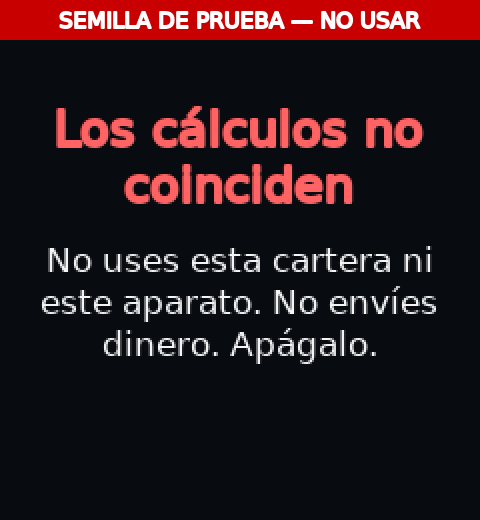 SEMILLA DE PRUEBA — NO USAR
Los cálculos no
coinciden
No uses esta cartera ni
este aparato. No envíes
dinero. Apágalo.